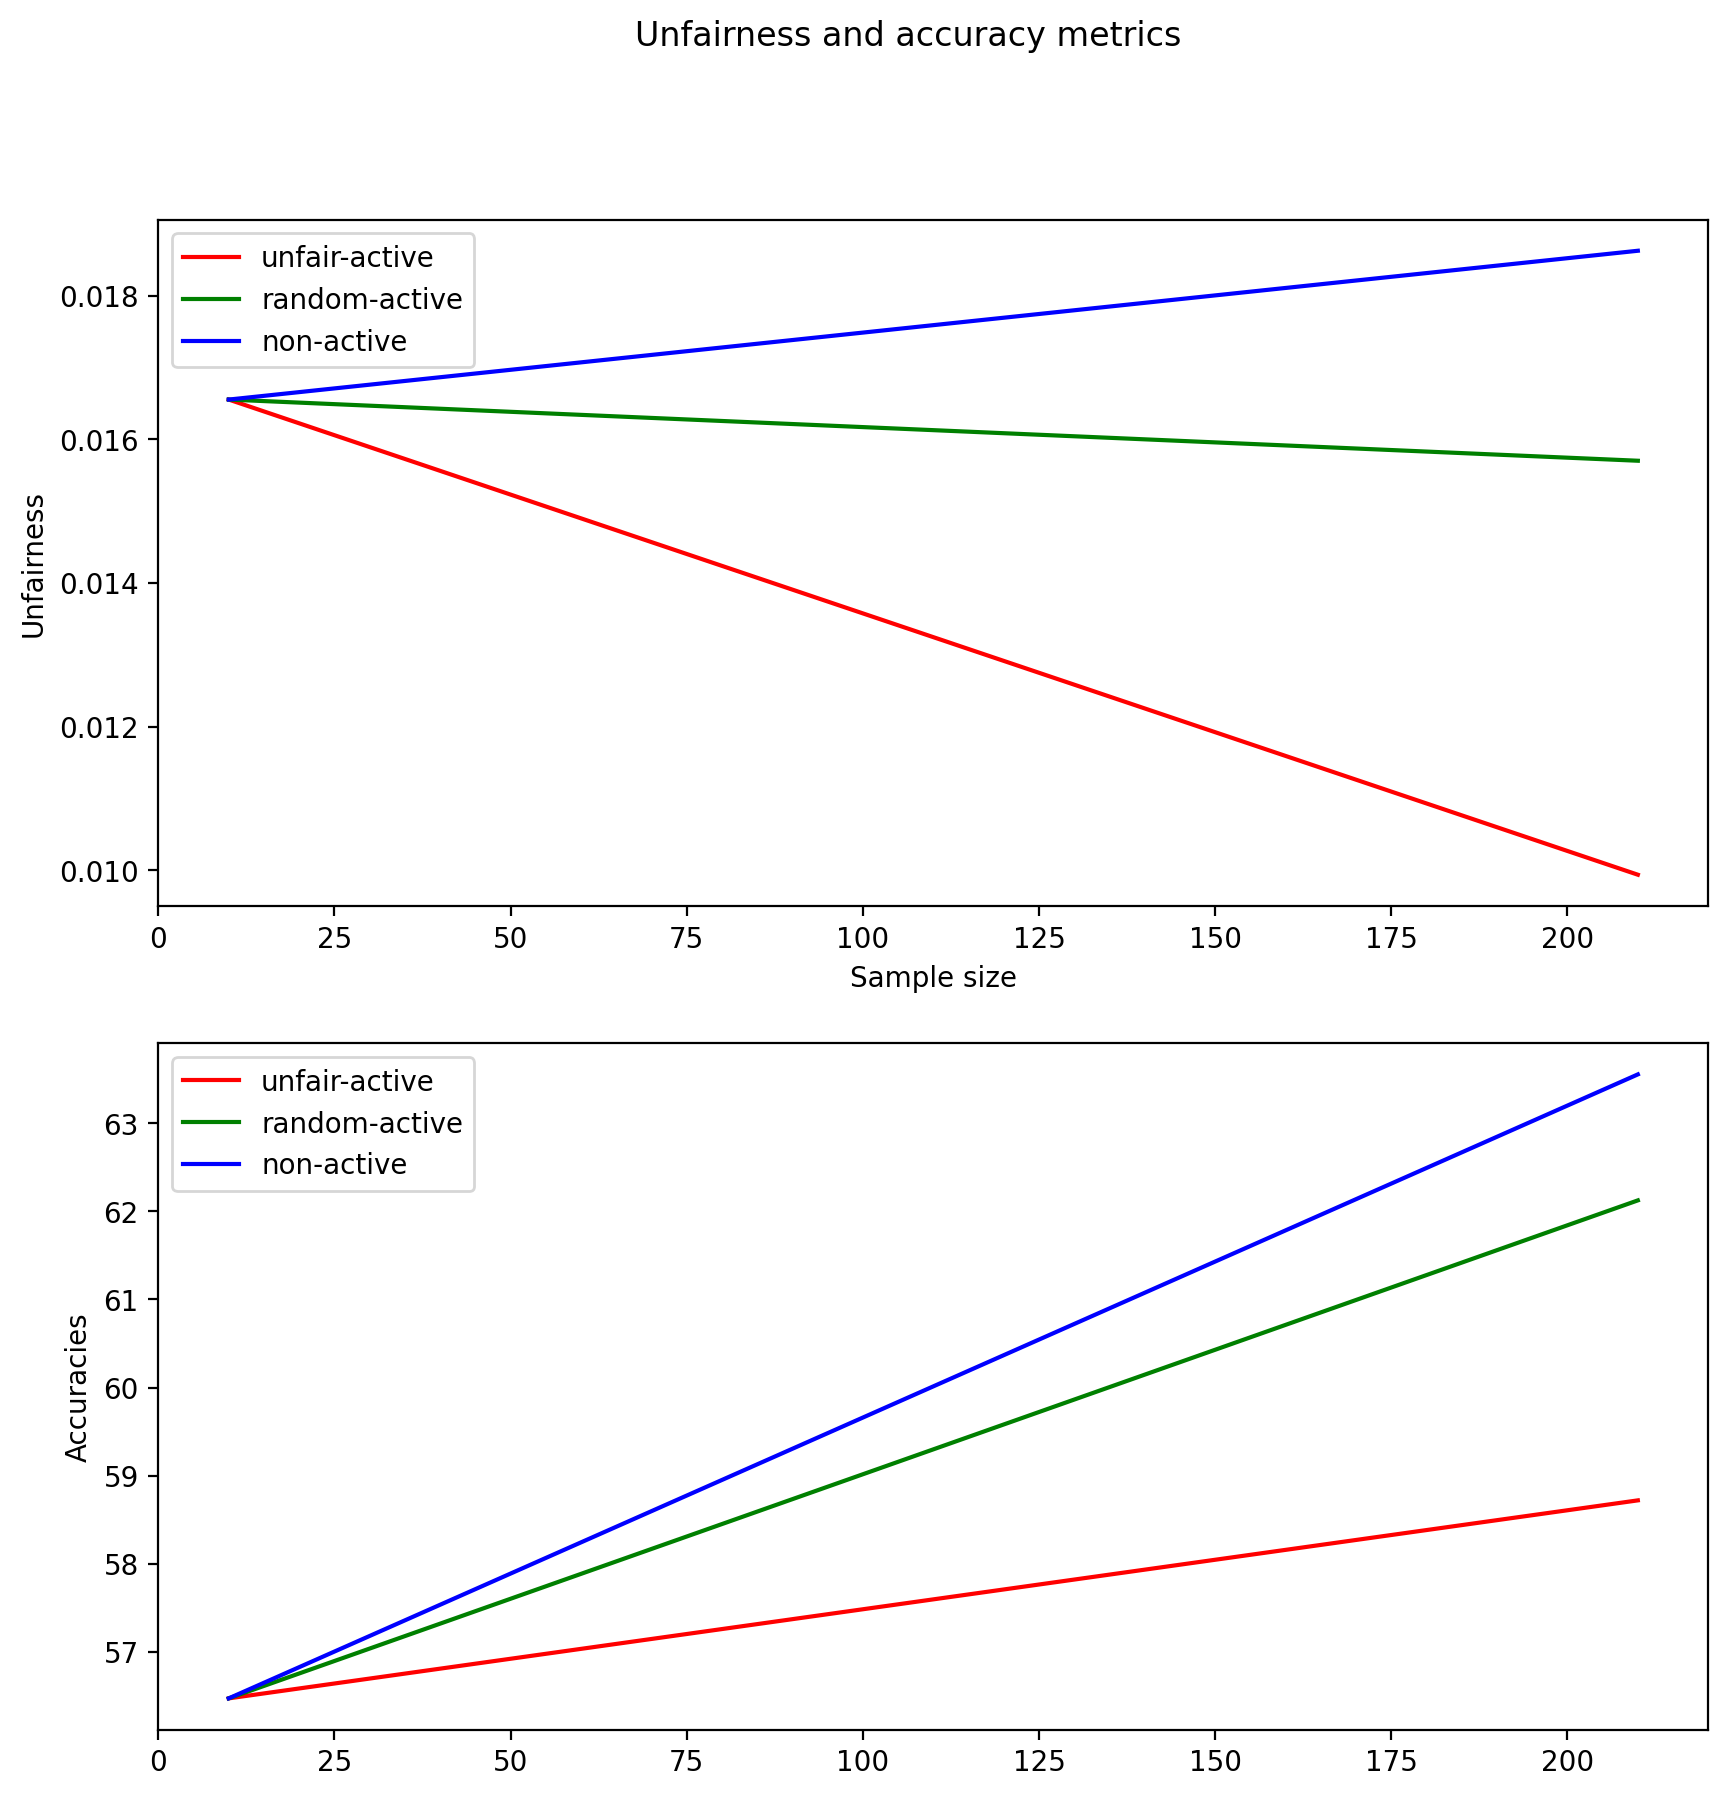 Unfairness and accuracy metrics
unfair-active
random-active
non-active
0.018
0.016
0.014
0.012
0.010
Unfairness
0 25 50 75 100 125 150 175 200
Sample size
unfair-active
random-active
non-active
63
62
61
60
59
58
57
Accuracies
0 25 50 75 100 125 150 175 200